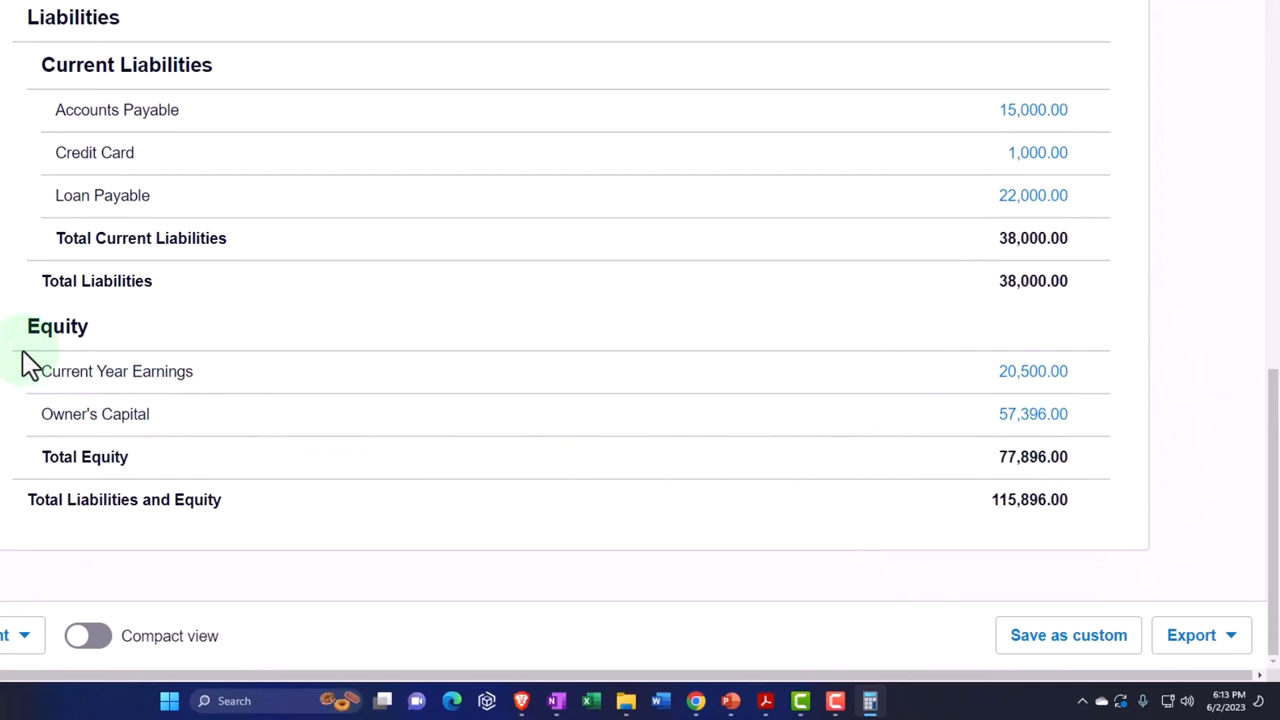 Liabilities
Current Liabilities
Accounts Payable 15,000.00
Credit Card 1,000.00
Loan Payable 22,000.00
Total Current Liabilities 38,000.00
Total Liabilities 38,000.00
Equity
Current Year Earnings 20,500.00
Owner's Capital 57,396.00
Total Equity 77,896.00
Total Liabilities and Equity 115,896.00
nt Compact view Save as custom Export
Search 6:13 PM
6/2/2023